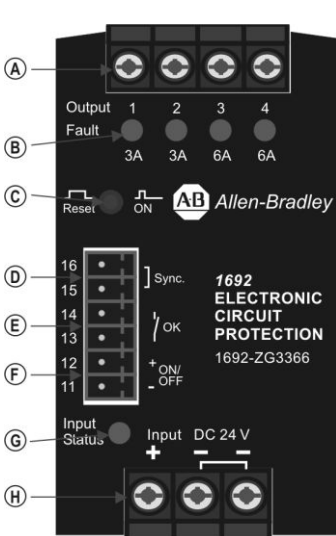 A
Output 1 2 3 4
Fault
B
3A 3A 6A 6A
C
Reset ON AB Allen-Bradley
D
16
15
Sync.
1692
ELECTRONIC
CIRCUIT
PROTECTION
1692-ZG3366
E
14
13
OK
F
12
11
+ ON/
- OFF
G
Input
Status
Input DC 24 V
+ - -
H